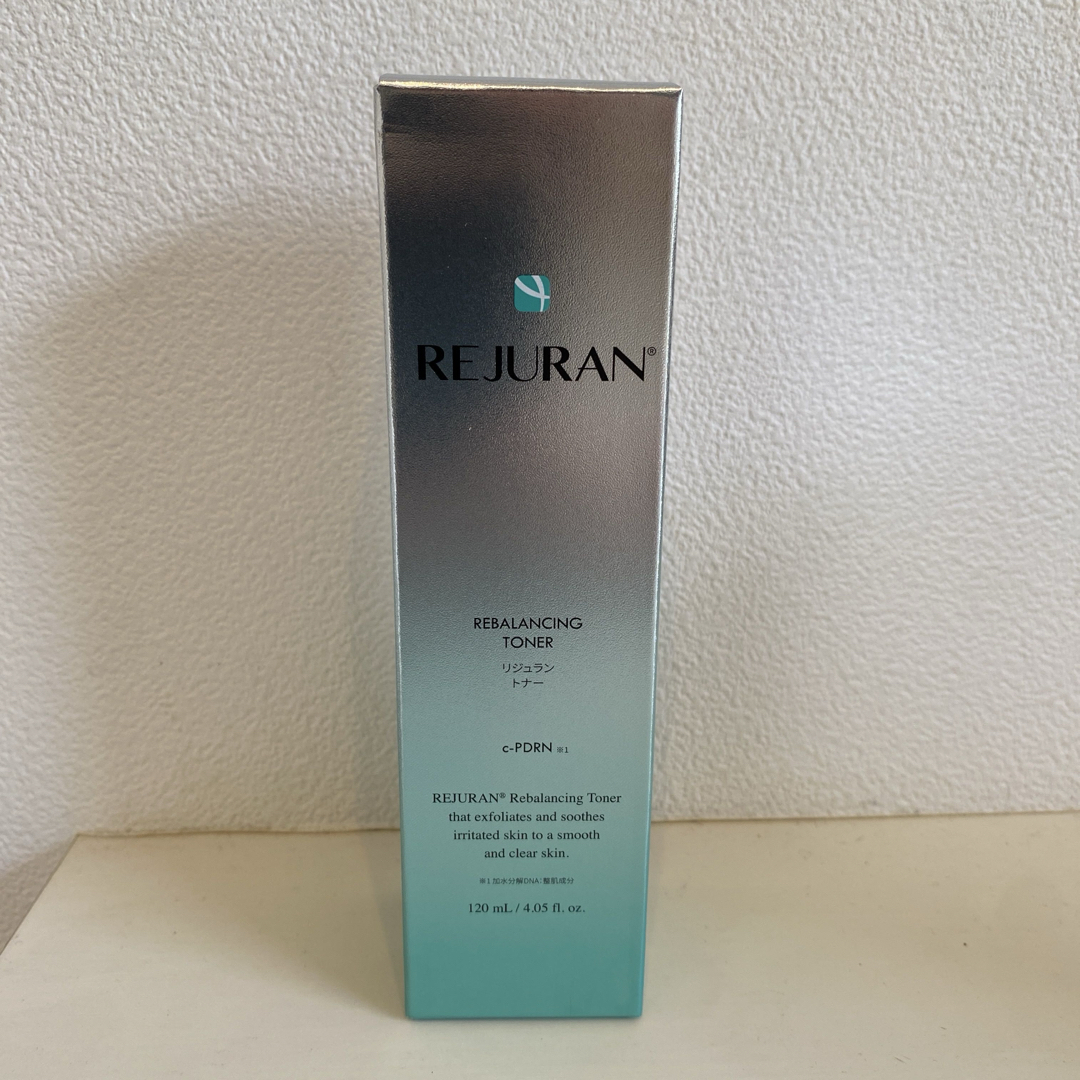 REJURAN®
REBALANCING
TONER
リジュラン
トナー
c-PDRN ※1
REJURAN® Rebalancing Toner
that exfoliates and soothes
irritated skin to a smooth
and clear skin.
※1 加水分解DNA：整肌成分
120 mL / 4.05 fl. oz.